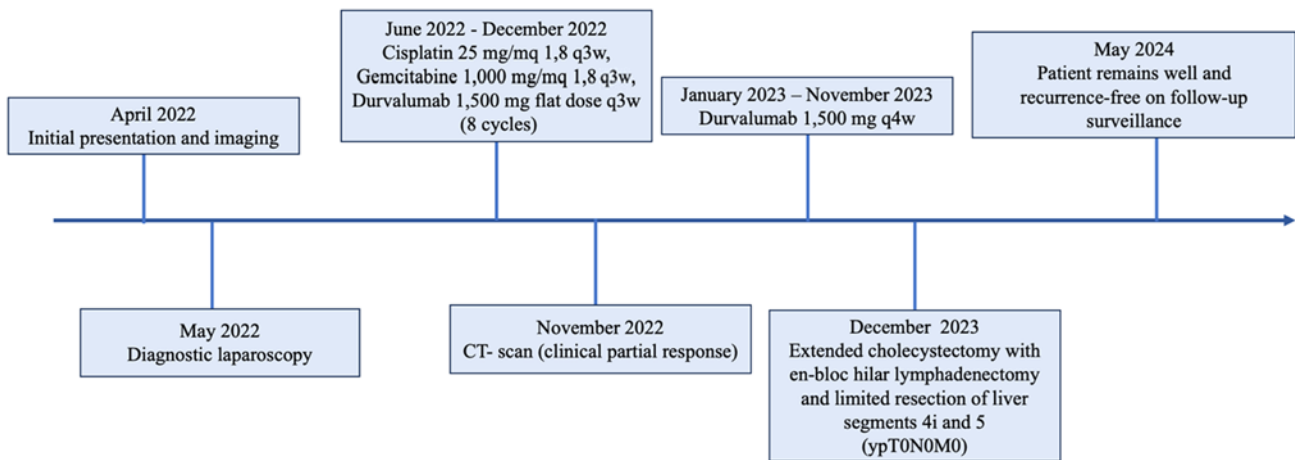 April 2022
Initial presentation and imaging
May 2022
Diagnostic laparoscopy
June 2022 - December 2022
Cisplatin 25 mg/mq 1,8 q3w,
Gemcitabine 1,000 mg/mq 1,8 q3w,
Durvalumab 1,500 mg flat dose q3w
(8 cycles)
November 2022
CT- scan (clinical partial response)
January 2023 – November 2023
Durvalumab 1,500 mg q4w
December 2023
Extended cholecystectomy with
en-bloc hilar lymphadenectomy
and limited resection of liver
segments 4i and 5
(ypT0N0M0)
May 2024
Patient remains well and
recurrence-free on follow-up
surveillance